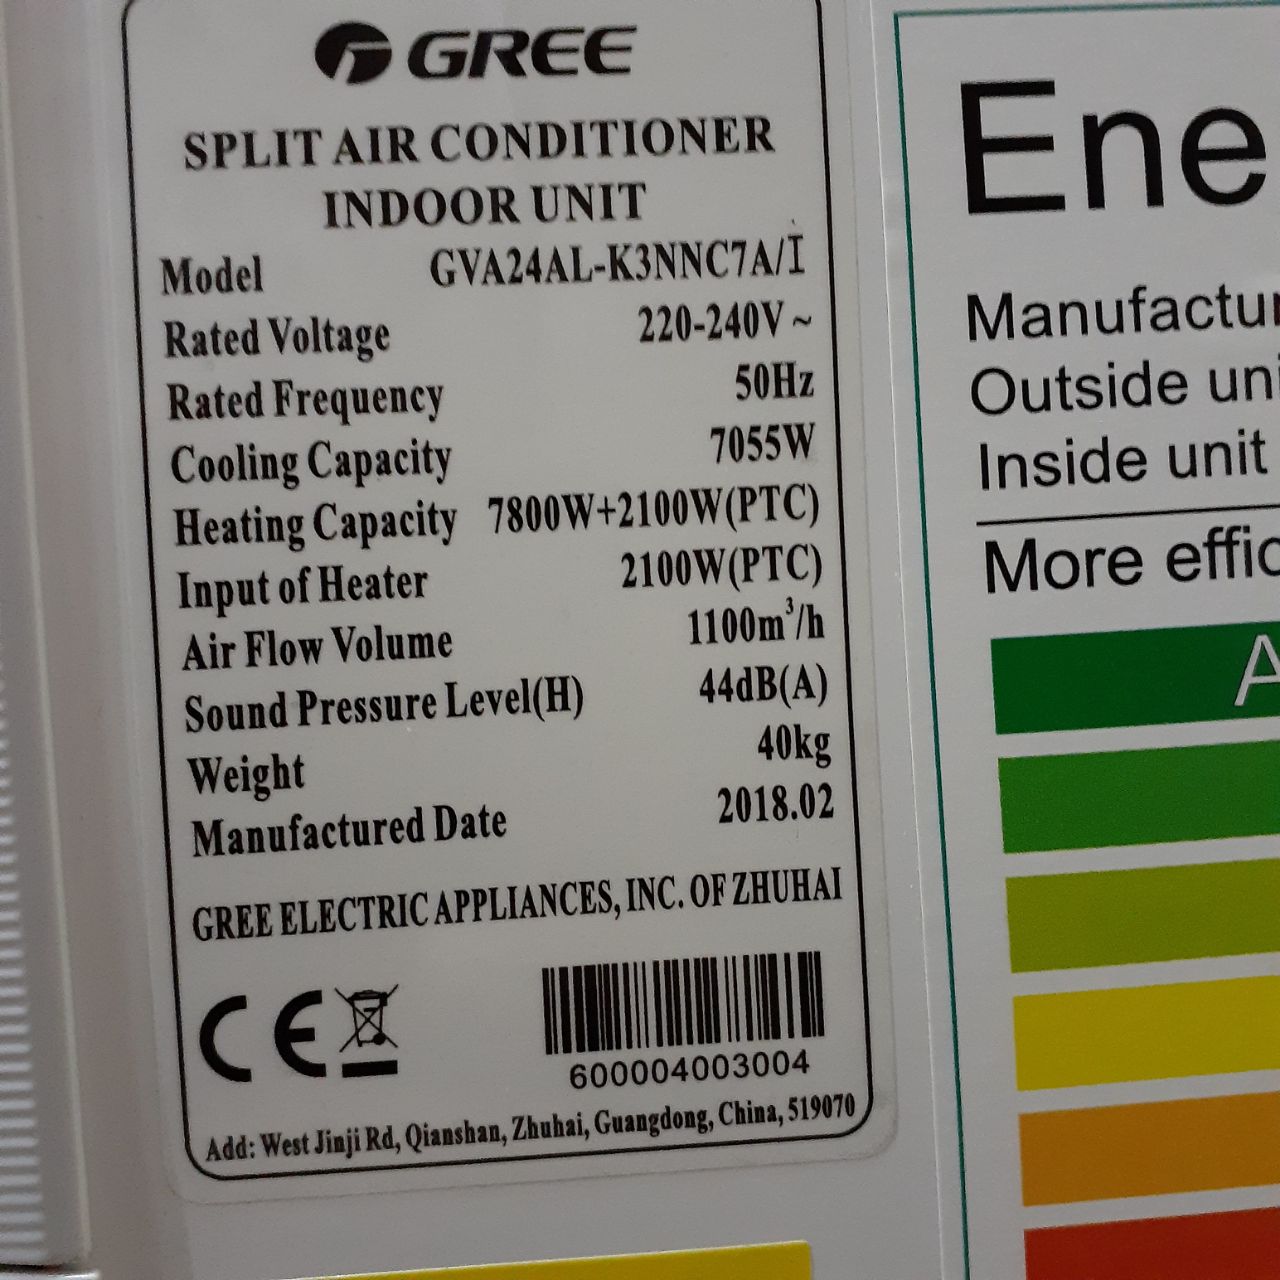 GREE
SPLIT AIR CONDITIONER
INDOOR UNIT
Model GVA24AL-K3NNC7A/I
Rated Voltage 220-240V~
Rated Frequency 50Hz
Cooling Capacity 7055W
Heating Capacity 7800W+2100W(PTC)
Input of Heater 2100W(PTC)
Air Flow Volume 1100m³/h
Sound Pressure Level(H) 44dB(A)
Weight 40kg
Manufactured Date 2018.02
GREE ELECTRIC APPLIANCES, INC. OF ZHUHAI
CE
600004003004
Add: West Jinji Rd, Qianshan, Zhuhai, Guangdong, China, 519070
Ene
Manufactur
Outside uni
Inside unit
More effic
A